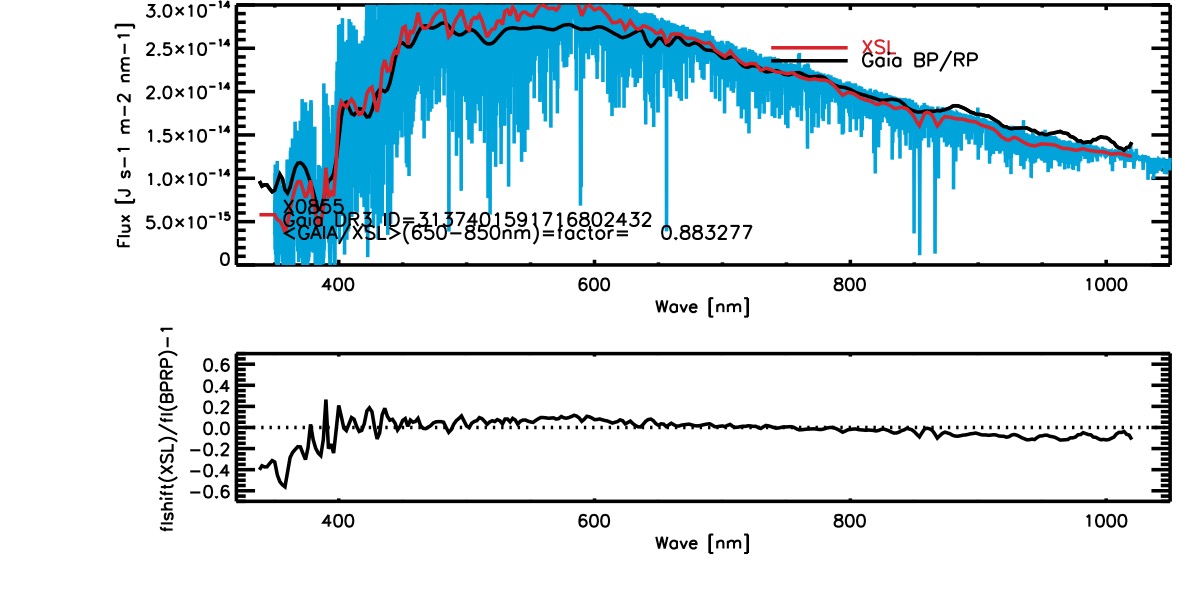 3.0×10−14
2.5×10−14
2.0×10−14
1.5×10−14
1.0×10−14
5.0×10−15
0
Flux [J s−1 m−2 nm−1]
XSL
Gaia BP/RP
X0855
Gaia DR3 ID=3137401591716802432
<GAIA/XSL>(650−850nm)=factor= 0.883277
400 600 800 1000
Wave [nm]
flshift(XSL)/fl(BPRP)−1
0.6
0.4
0.2
0.0
−0.2
−0.4
−0.6
400 600 800 1000
Wave [nm]